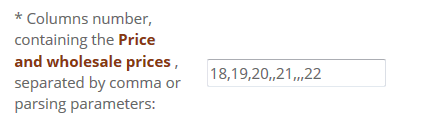 * Columns number,
containing the Price
and wholesale prices ,
separated by comma or
parsing parameters:
18,19,20,,21,,,22